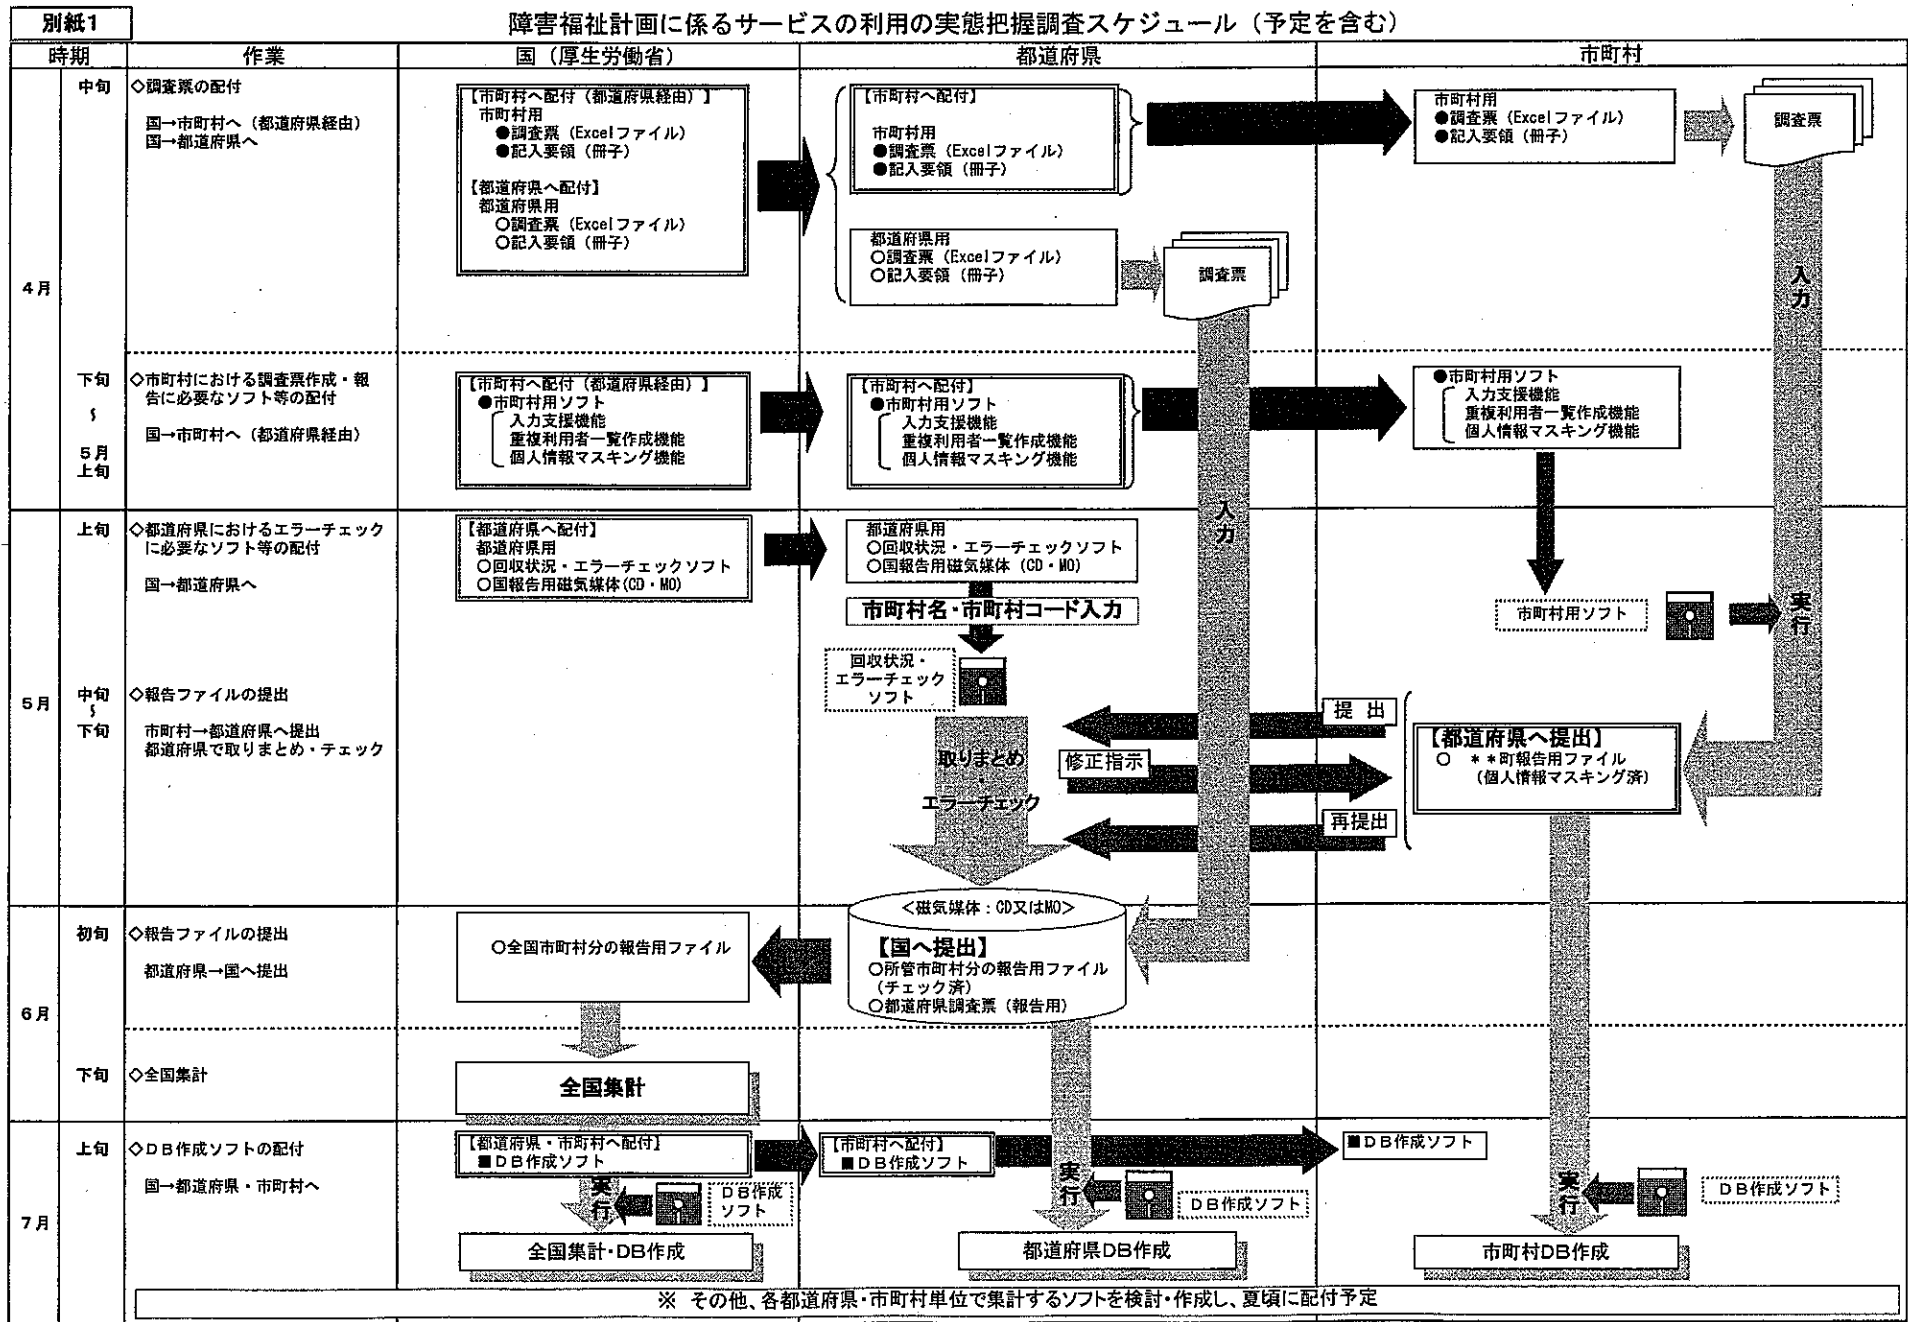 別紙1
障害福祉計画に係るサービスの利用の実態把握調査スケジュール（予定を含む）
時期
作業
国（厚生労働省）
都道府県
市町村
4月
中旬
◇調査票の配付
国→市町村へ（都道府県経由）
国→都道府県へ
【市町村へ配付（都道府県経由）】
市町村用
●調査票（Excelファイル）
●記入要領（冊子）
【都道府県へ配付】
都道府県用
○調査票（Excelファイル）
○記入要領（冊子）
【市町村へ配付】
市町村用
●調査票（Excelファイル）
●記入要領（冊子）
都道府県用
○調査票（Excelファイル）
○記入要領（冊子）
調査票
市町村用
●調査票（Excelファイル）
●記入要領（冊子）
調査票
入力
下旬
～
5月
上旬
◇市町村における調査票作成・報
告に必要なソフト等の配付
国→市町村へ（都道府県経由）
【市町村へ配付（都道府県経由）】
●市町村用ソフト
入力支援機能
重複利用者一覧作成機能
個人情報マスキング機能
【市町村へ配付】
●市町村用ソフト
入力支援機能
重複利用者一覧作成機能
個人情報マスキング機能
●市町村用ソフト
入力支援機能
重複利用者一覧作成機能
個人情報マスキング機能
入力
5月
上旬
◇都道府県におけるエラーチェック
に必要なソフト等の配付
国→都道府県へ
【都道府県へ配付】
都道府県用
○回収状況・エラーチェックソフト
○国報告用磁気媒体(CD・MO)
都道府県用
○回収状況・エラーチェックソフト
○国報告用磁気媒体（CD・MO）
市町村名・市町村コード入力
回収状況・
エラーチェック
ソフト
市町村用ソフト
実行
中旬
～
下旬
◇報告ファイルの提出
市町村→都道府県へ提出
都道府県で取りまとめ・チェック
取りまとめ
・
エラーチェック
提出
修正指示
再提出
【都道府県へ提出】
○ ＊＊町報告用ファイル
（個人情報マスキング済）
6月
初旬
◇報告ファイルの提出
都道府県→国へ提出
○全国市町村分の報告用ファイル
＜磁気媒体：CD又はMO＞
【国へ提出】
○所管市町村分の報告用ファイル
（チェック済）
○都道府県調査票（報告用）
下旬
◇全国集計
全国集計
7月
上旬
◇DB作成ソフトの配付
国→都道府県・市町村へ
【都道府県・市町村へ配付】
■DB作成ソフト
【市町村へ配付】
■DB作成ソフト
■DB作成ソフト
実行
DB作成
ソフト
実行
DB作成ソフト
実行
DB作成ソフト
全国集計・DB作成
都道府県DB作成
市町村DB作成
※ その他、各都道府県・市町村単位で集計するソフトを検討・作成し、夏頃に配付予定